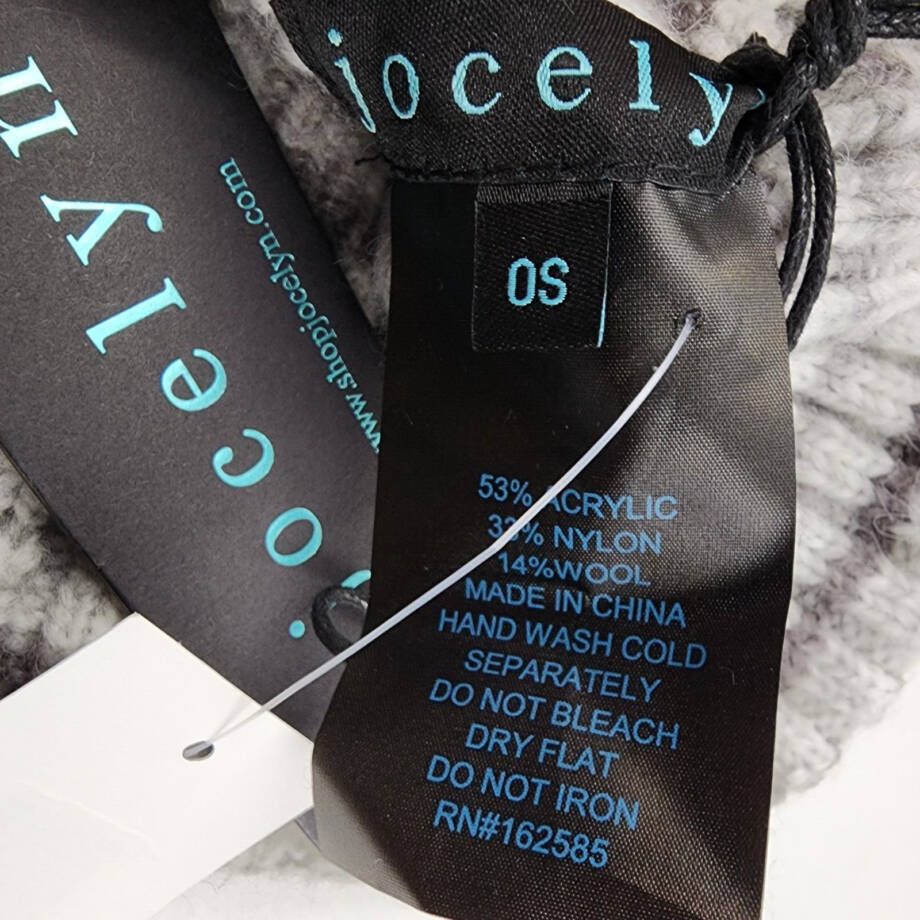 jocely
OS
53% ACRYLIC
33% NYLON
14%WOOL
MADE IN CHINA
HAND WASH COLD
SEPARATELY
DO NOT BLEACH
DRY FLAT
DO NOT IRON
RN#162585
jocelyn
www.shopjocelyn.com